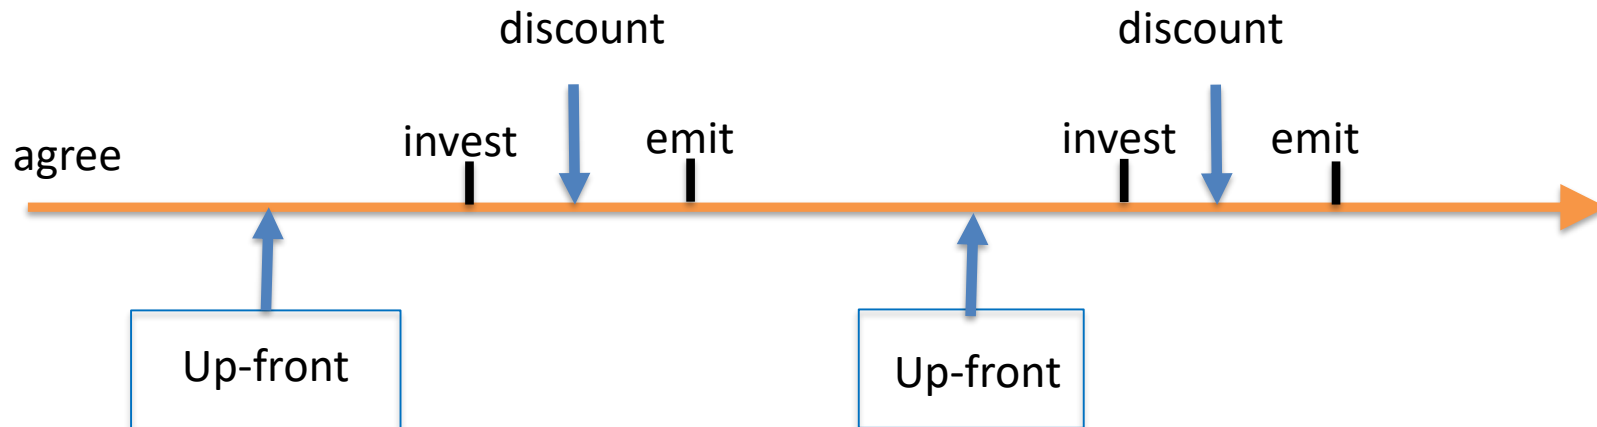 discount
discount
agree
invest
emit
invest
emit
Up-front
Up-front